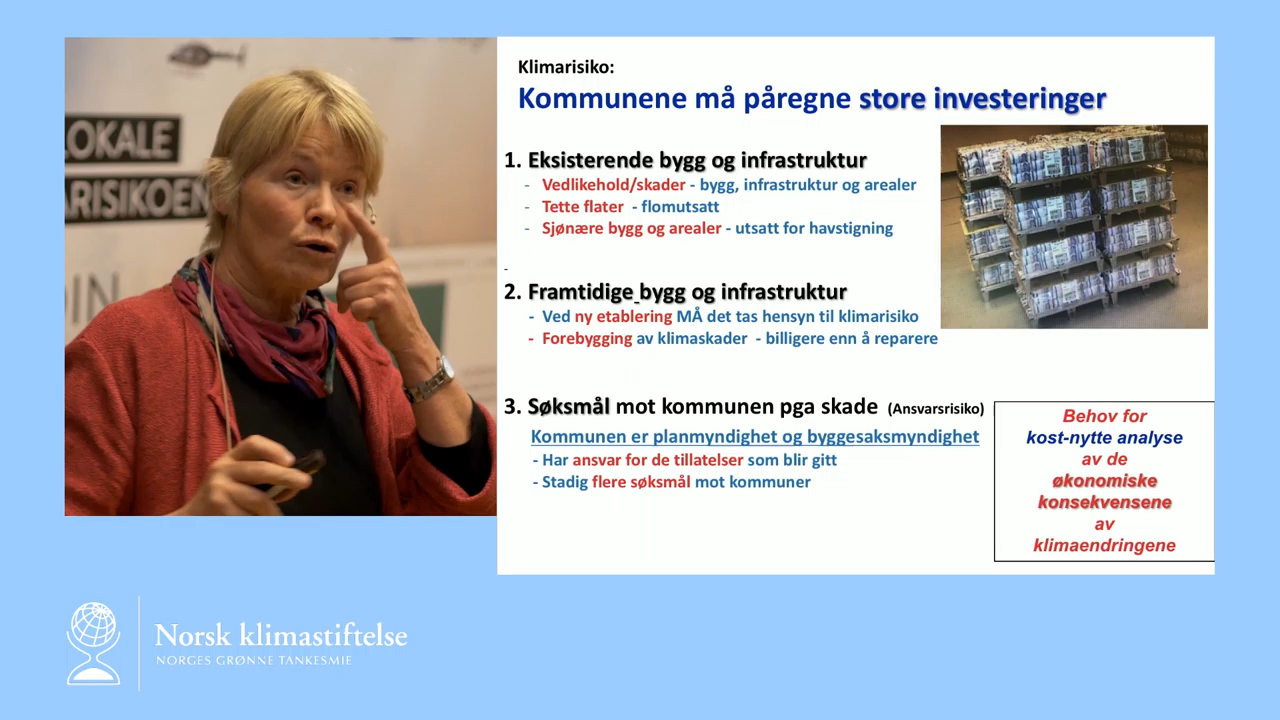 LOKALE
ARISIKOEN
DIN
Klimarisiko:
Kommunene må påregne store investeringer
1. Eksisterende bygg og infrastruktur
- Vedlikehold/skader - bygg, infrastruktur og arealer
- Tette flater - flomutsatt
- Sjønære bygg og arealer - utsatt for havstigning
-
2. Framtidige bygg og infrastruktur
- Ved ny etablering MÅ det tas hensyn til klimarisiko
- Forebygging av klimaskader - billigere enn å reparere
3. Søksmål mot kommunen pga skade (Ansvarsrisiko)
Kommunen er planmyndighet og byggesaksmyndighet
- Har ansvar for de tillatelser som blir gitt
- Stadig flere søksmål mot kommuner
Behov for
kost-nytte analyse
av de
økonomiske
konsekvensene
av
klimaendringene
Norsk klimastiftelse
NORGES GRØNNE TANKESMIE